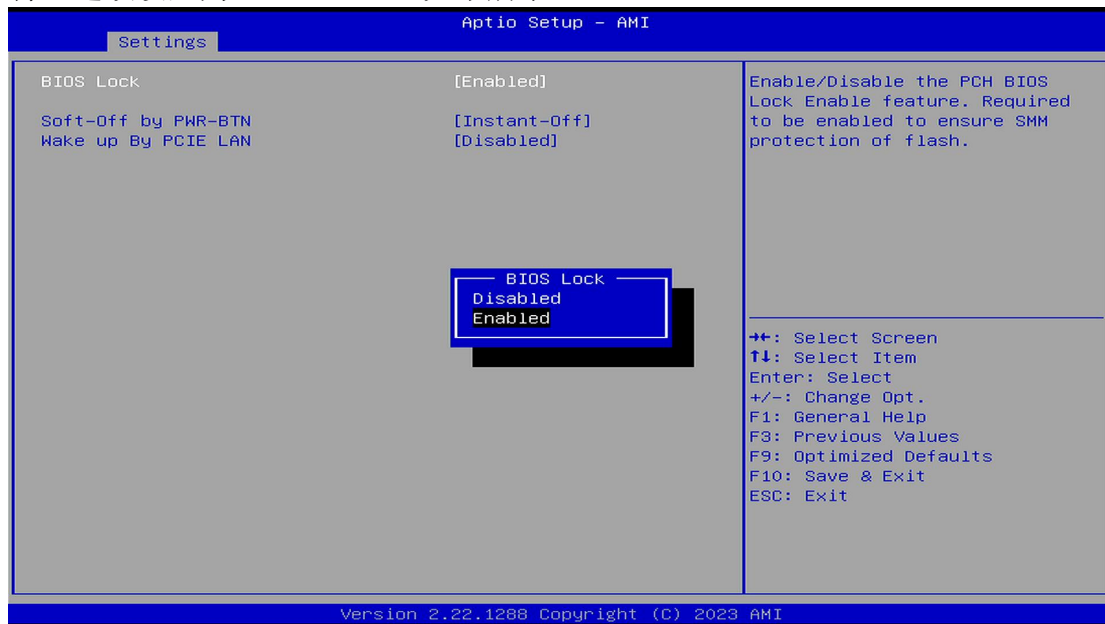 Aptio Setup - AMI
Settings
BIOS Lock [Enabled]
Soft-Off by PWR-BTN [Instant-Off]
Wake up By PCIE LAN [Disabled]
Enable/Disable the PCH BIOS
Lock Enable feature. Required
to be enabled to ensure SMM
protection of flash.
BIOS Lock
Disabled
Enabled
→←: Select Screen
↑↓: Select Item
Enter: Select
+/-: Change Opt.
F1: General Help
F3: Previous Values
F9: Optimized Defaults
F10: Save & Exit
ESC: Exit
Version 2.22.1288 Copyright (C) 2023 AMI